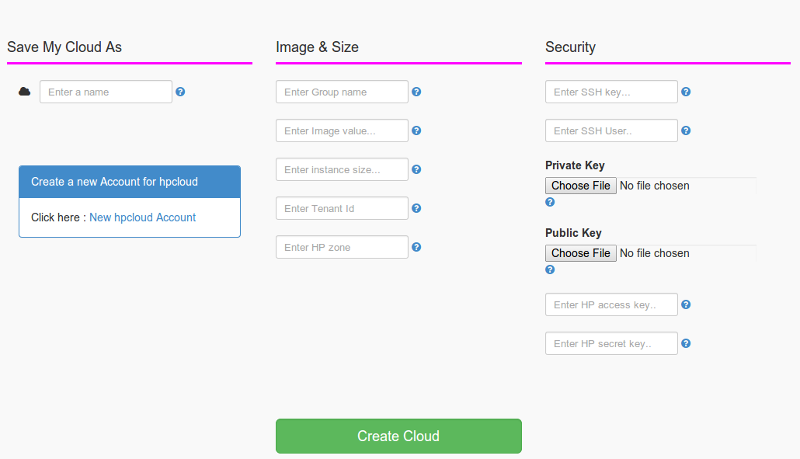 Save My Cloud As
Enter a name
Create a new Account for hpcloud
Click here : New hpcloud Account
Image & Size
Enter Group name
Enter Image value...
Enter instance size...
Enter Tenant Id
Enter HP zone
Security
Enter SSH key...
Enter SSH User..
Private Key
Choose File No file chosen
Public Key
Choose File No file chosen
Enter HP access key..
Enter HP secret key..
Create Cloud